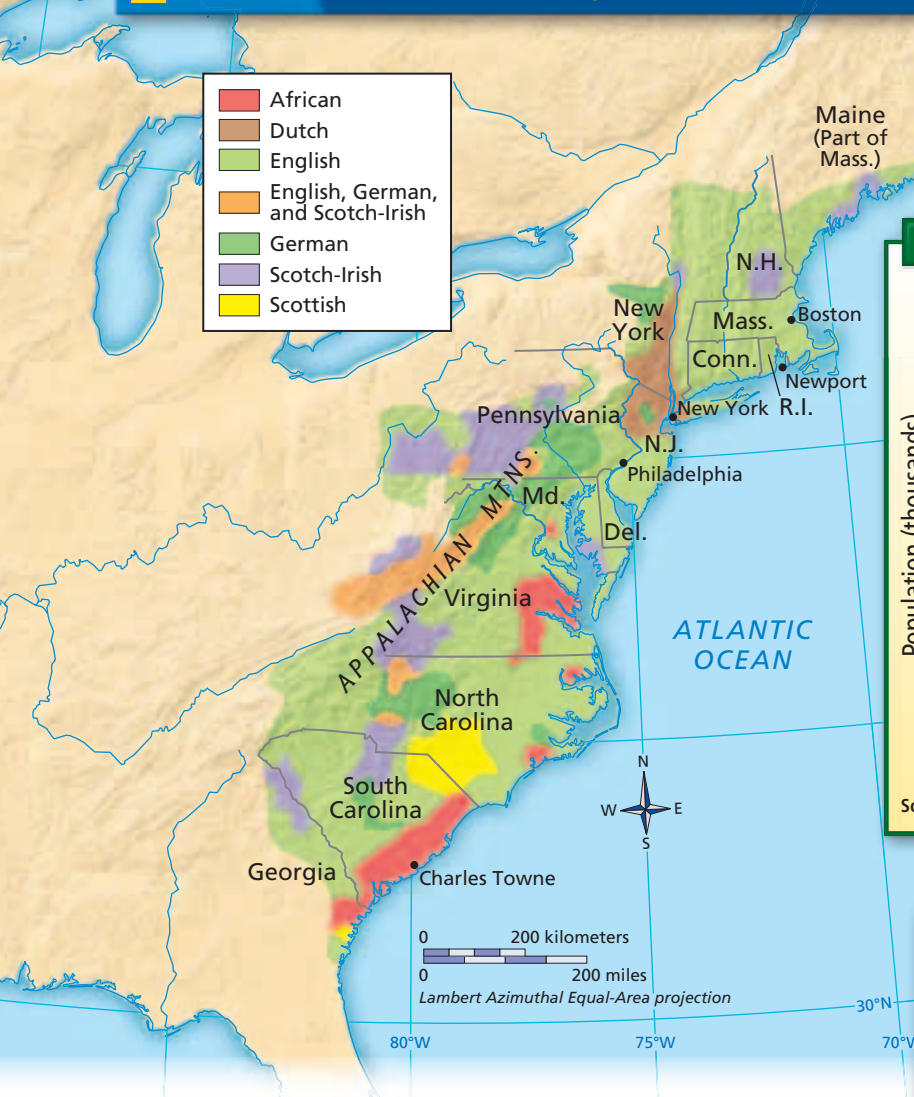 African
Dutch
English
English, German,
and Scotch-Irish
German
Scotch-Irish
Scottish
Maine
(Part of
Mass.)
N.H.
New
York
Mass.
Boston
Conn.
Newport
R.I.
New York
Pennsylvania
N.J.
Philadelphia
Md.
Del.
APPALACHIAN MTNS.
Virginia
ATLANTIC
OCEAN
North
Carolina
South
Carolina
Georgia
Charles Towne
N
W
E
S
0 200 kilometers
0 200 miles
Lambert Azimuthal Equal-Area projection
30°N
80°W
75°W
70°W
Population (thousands)